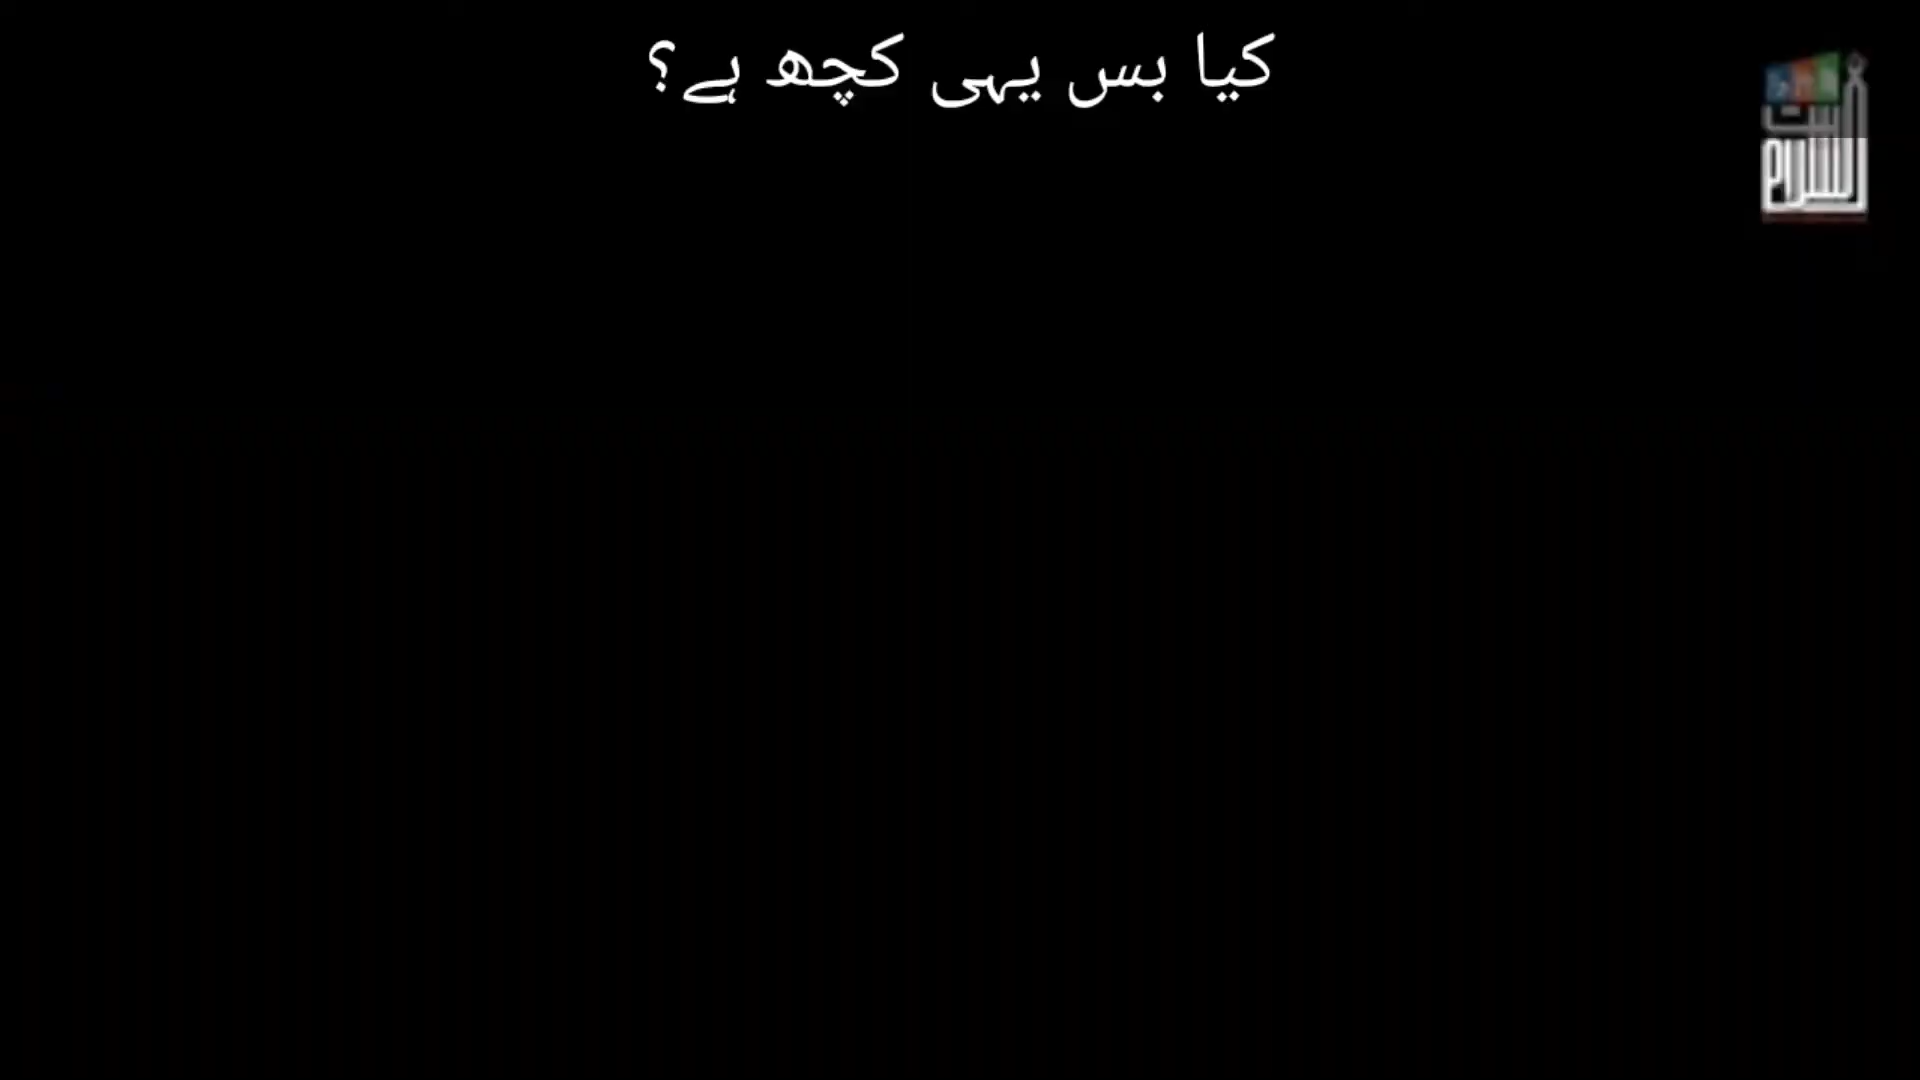 کیا بس یہی کچھ ہے؟